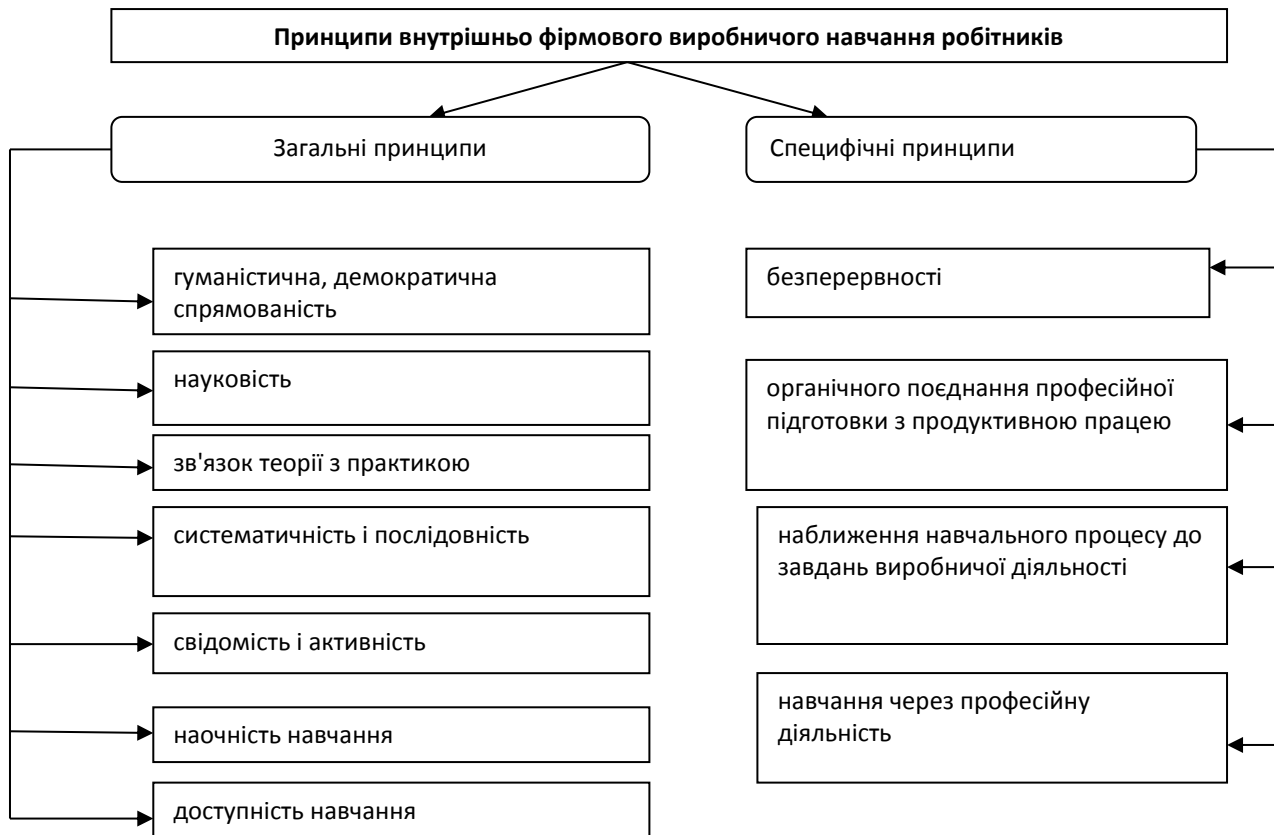 Принципи внутрішньо фірмового виробничого навчання робітників
Загальні принципи
гуманістична, демократична
спрямованість
науковість
зв'язок теорії з практикою
систематичність і послідовність
свідомість і активність
наочність навчання
доступність навчання
Специфічні принципи
безперервності
органічного поєднання професійної
підготовки з продуктивною працею
наближення навчального процесу до
завдань виробничої діяльності
навчання через професійну
діяльність